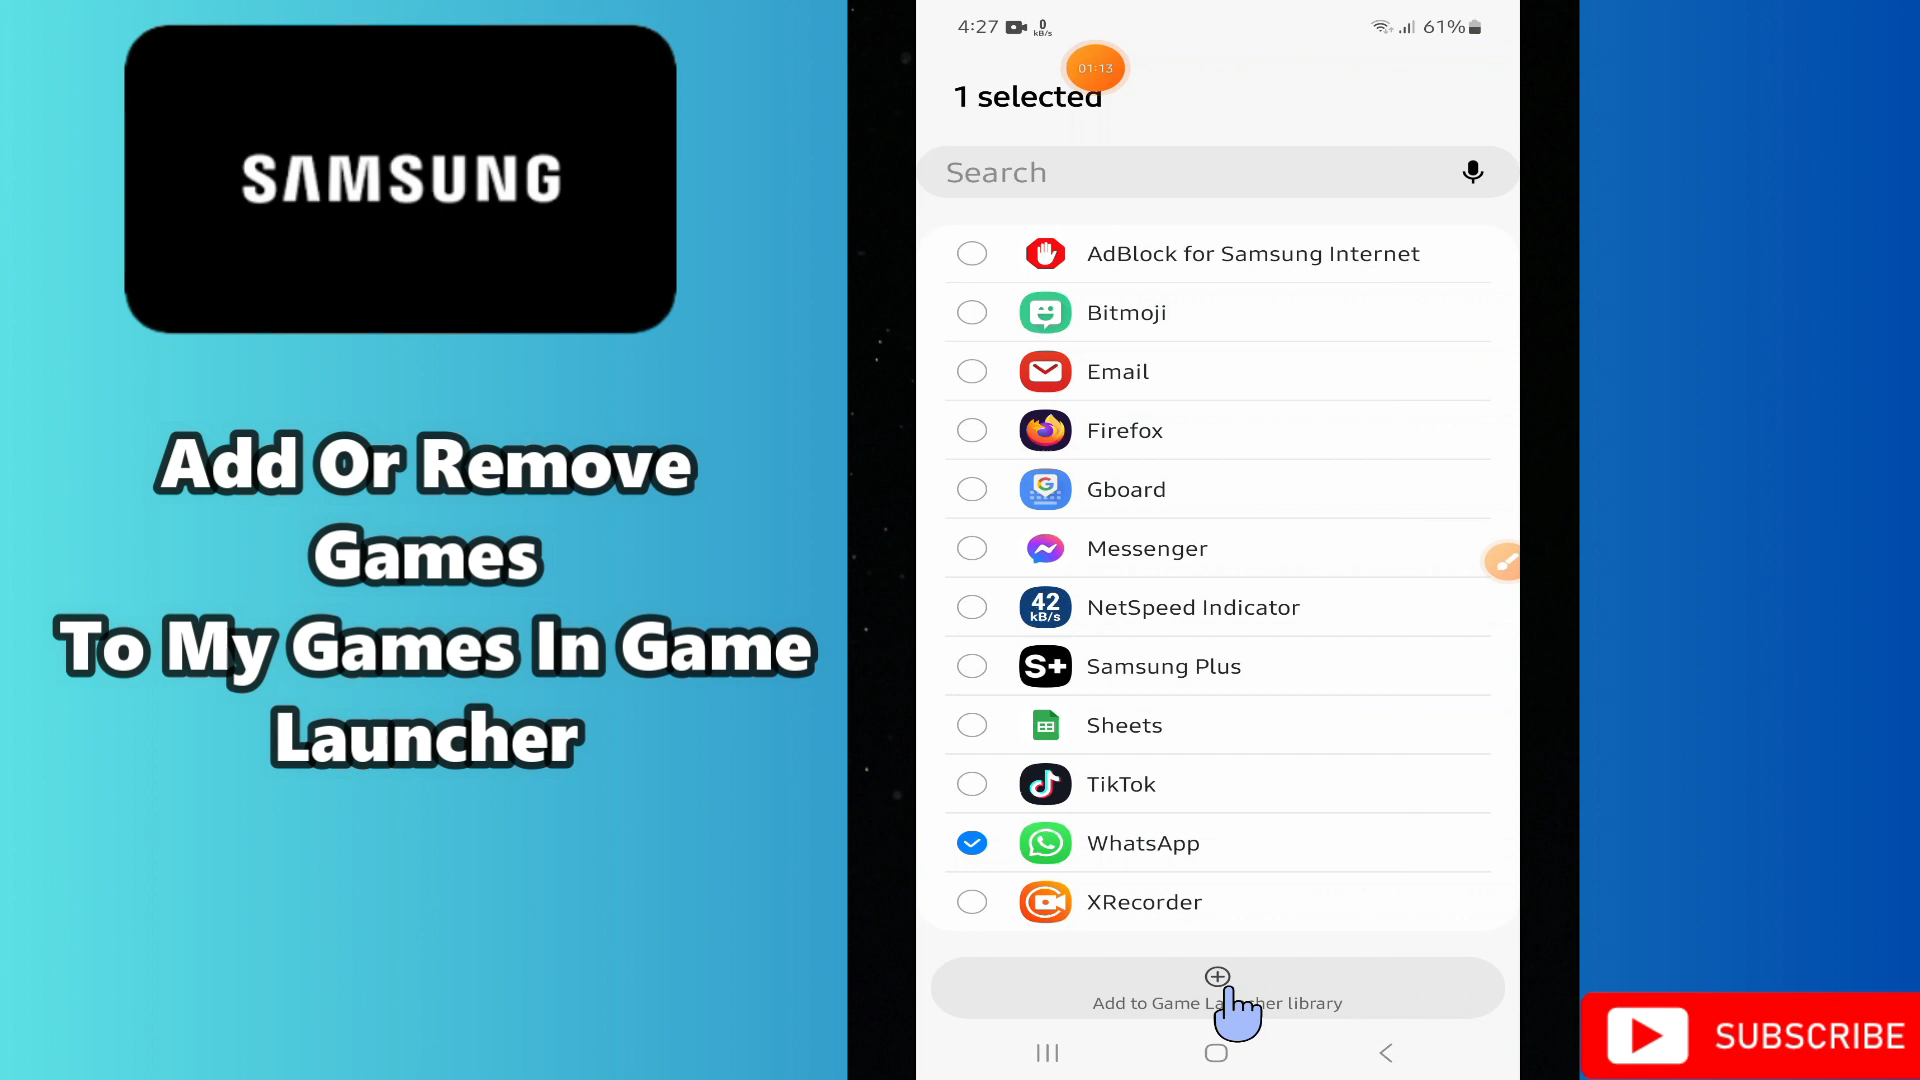 SAMSUNG
Add Or Remove
Games
To My Games In Game
Launcher
4:27 0 kB/s 61%
01:13
1 selected
Search
AdBlock for Samsung Internet
Bitmoji
Email
Firefox
Gboard
Messenger
42 kB/s NetSpeed Indicator
S+ Samsung Plus
Sheets
TikTok
WhatsApp
XRecorder
Add to Game La her library
SUBSCRIBE